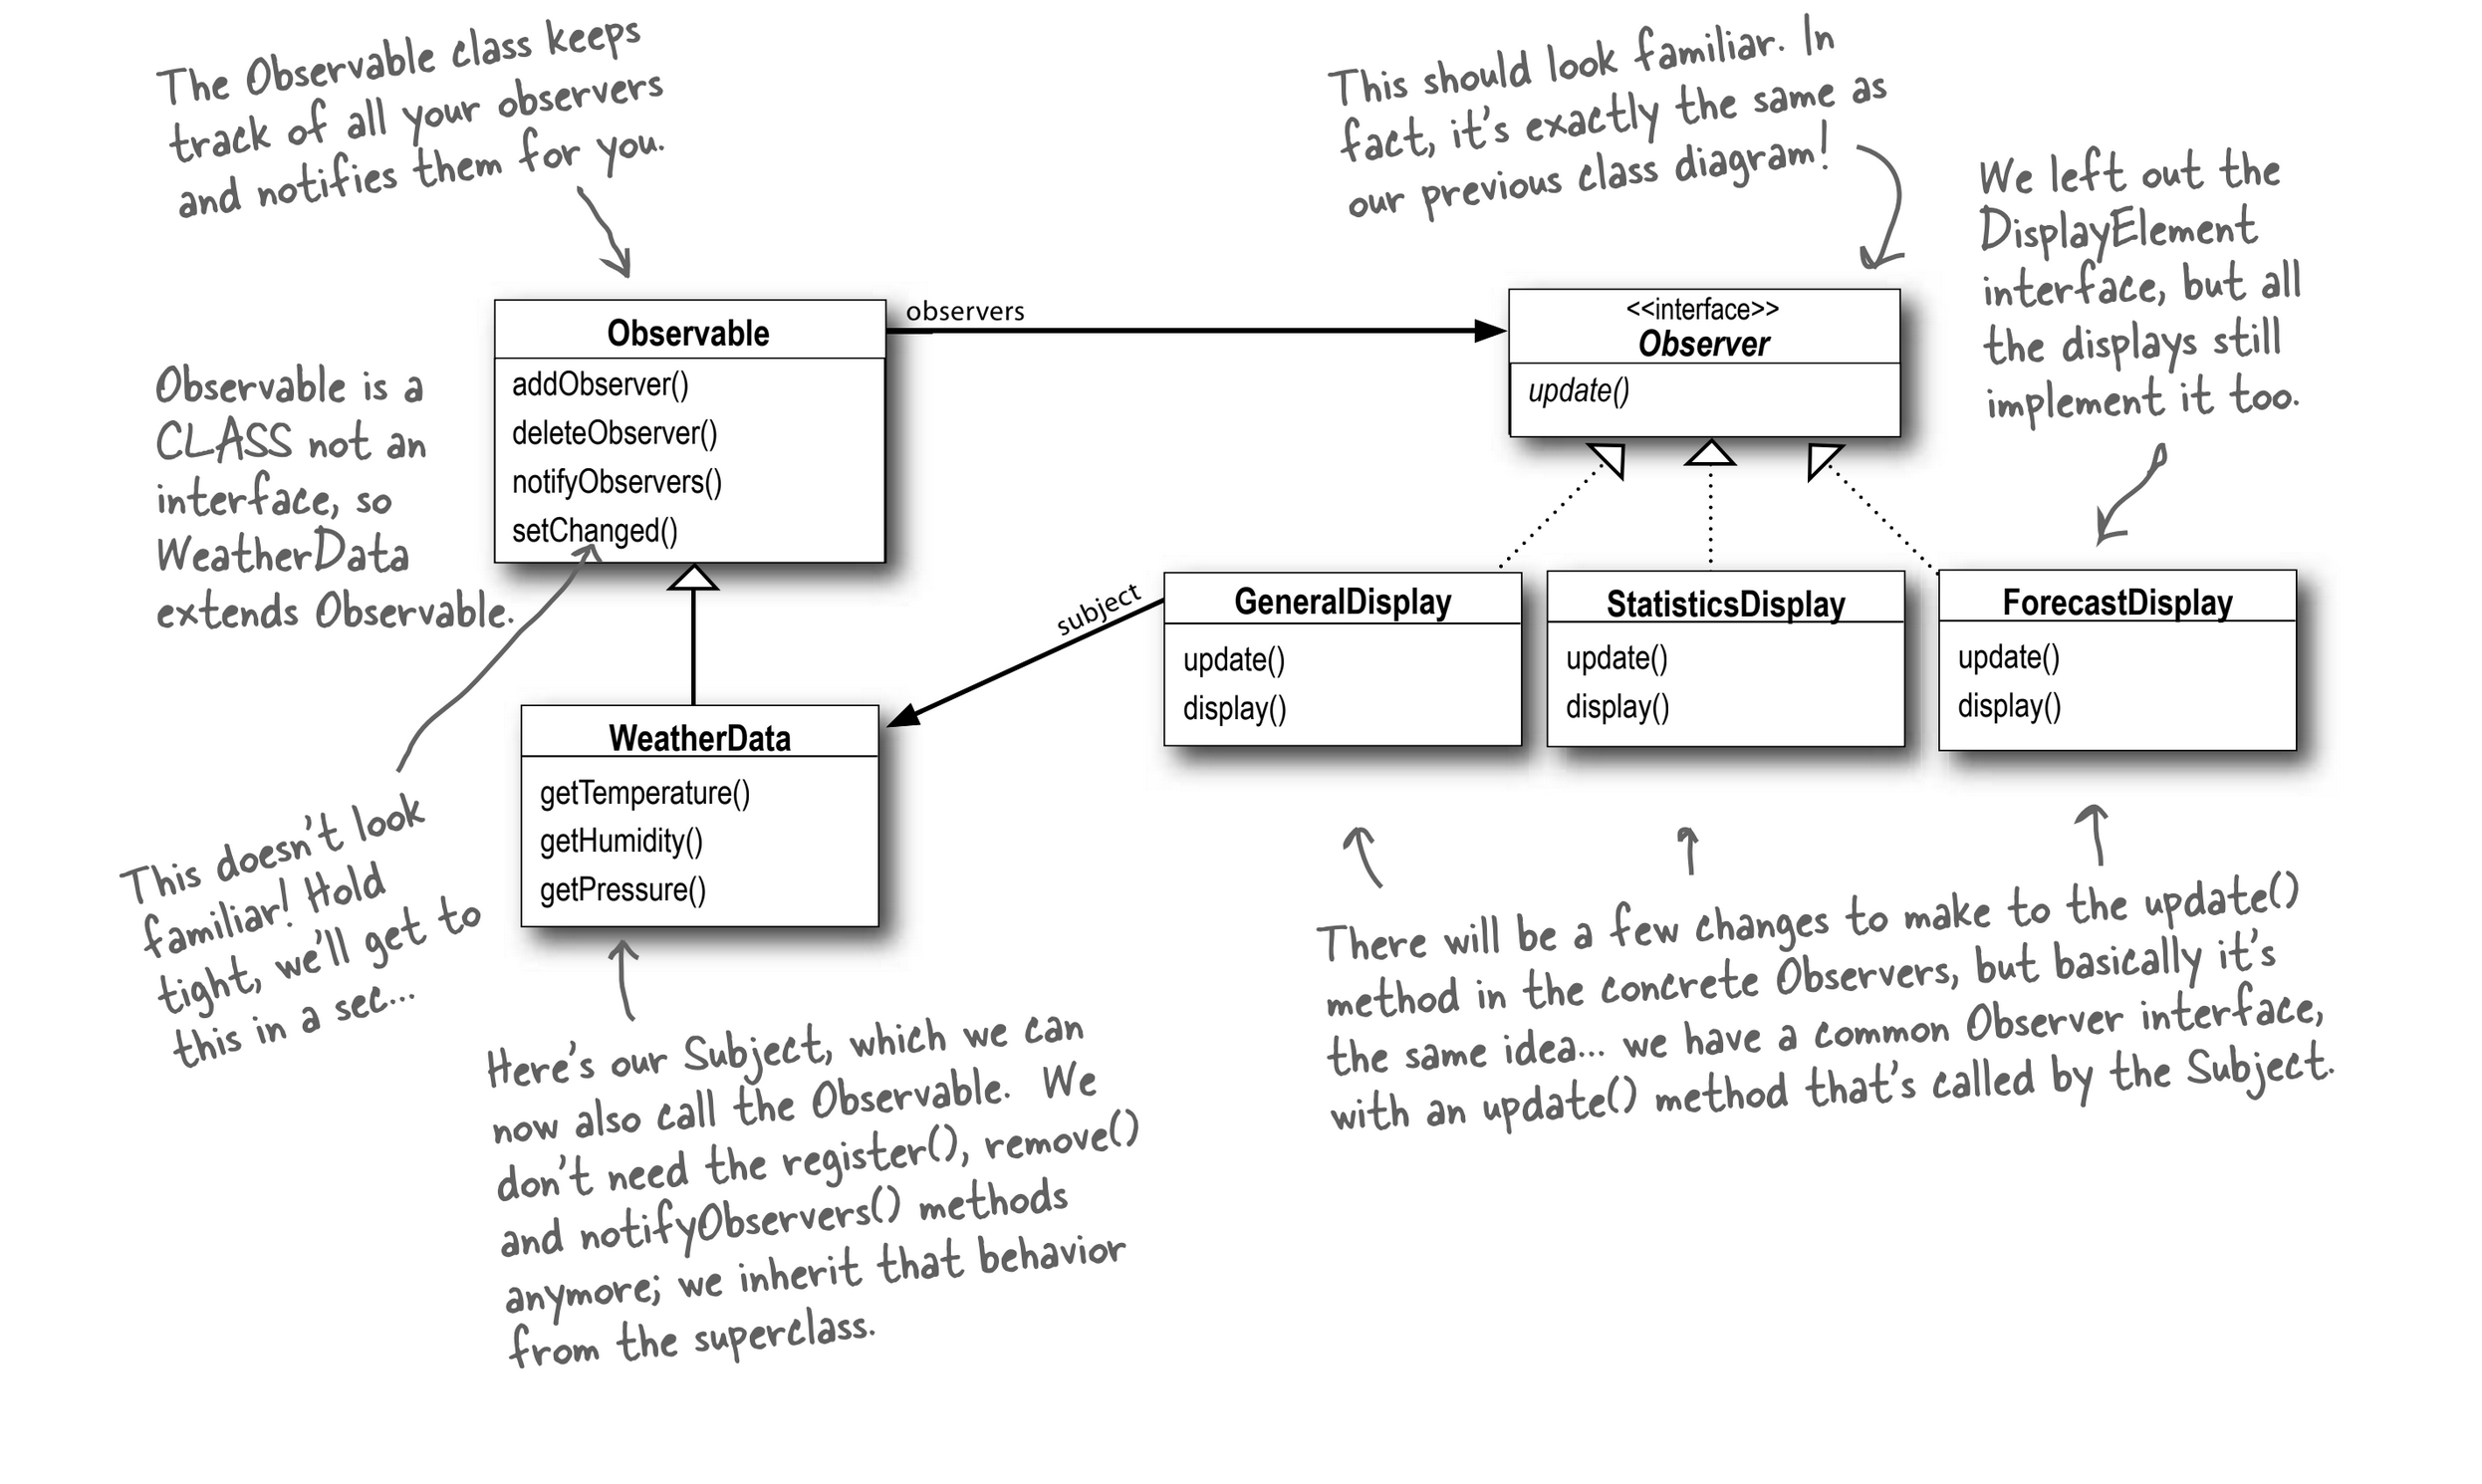 The Observable class keeps
track of all your observers
and notifies them for you.
This should look familiar. In
fact, it's exactly the same as
our previous class diagram!
We left out the
DisplayElement
interface, but all
the displays still
implement it too.
Observable is a
CLASS not an
interface, so
WeatherData
extends Observable.
Observable
addObserver()
deleteObserver()
notifyObservers()
setChanged()
observers
<<interface>>
Observer
update()
subject
GeneralDisplay
update()
display()
StatisticsDisplay
update()
display()
ForecastDisplay
update()
display()
WeatherData
getTemperature()
getHumidity()
getPressure()
This doesn't look
familiar! Hold
tight, we'll get to
this in a sec...
Here's our Subject, which we can
now also call the Observable. We
don't need the register(), remove()
and notifyObservers() methods
anymore; we inherit that behavior
from the superclass.
There will be a few changes to make to the update()
method in the concrete Observers, but basically it's
the same idea... we have a common Observer interface,
with an update() method that's called by the Subject.